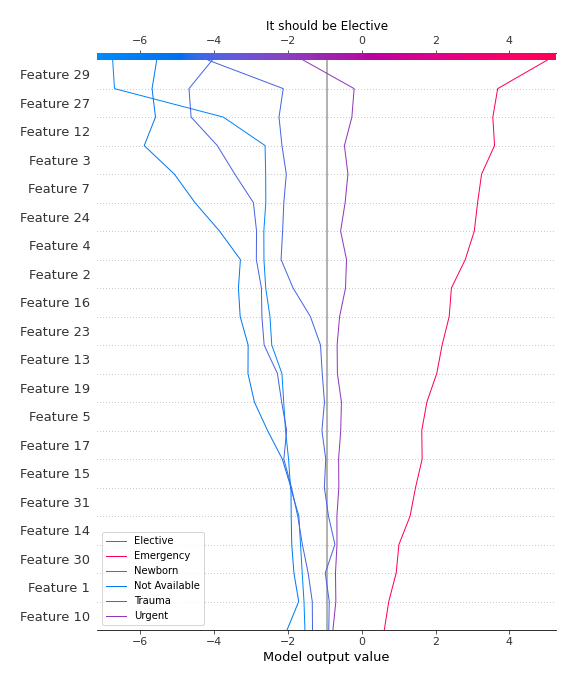 It should be Elective
−6 −4 −2 0 2 4
Feature 29
Feature 27
Feature 12
Feature 3
Feature 7
Feature 24
Feature 4
Feature 2
Feature 16
Feature 23
Feature 13
Feature 19
Feature 5
Feature 17
Feature 15
Feature 31
Feature 14
Feature 30
Feature 1
Feature 10
Elective
Emergency
Newborn
Not Available
Trauma
Urgent
−6 −4 −2 0 2 4
Model output value